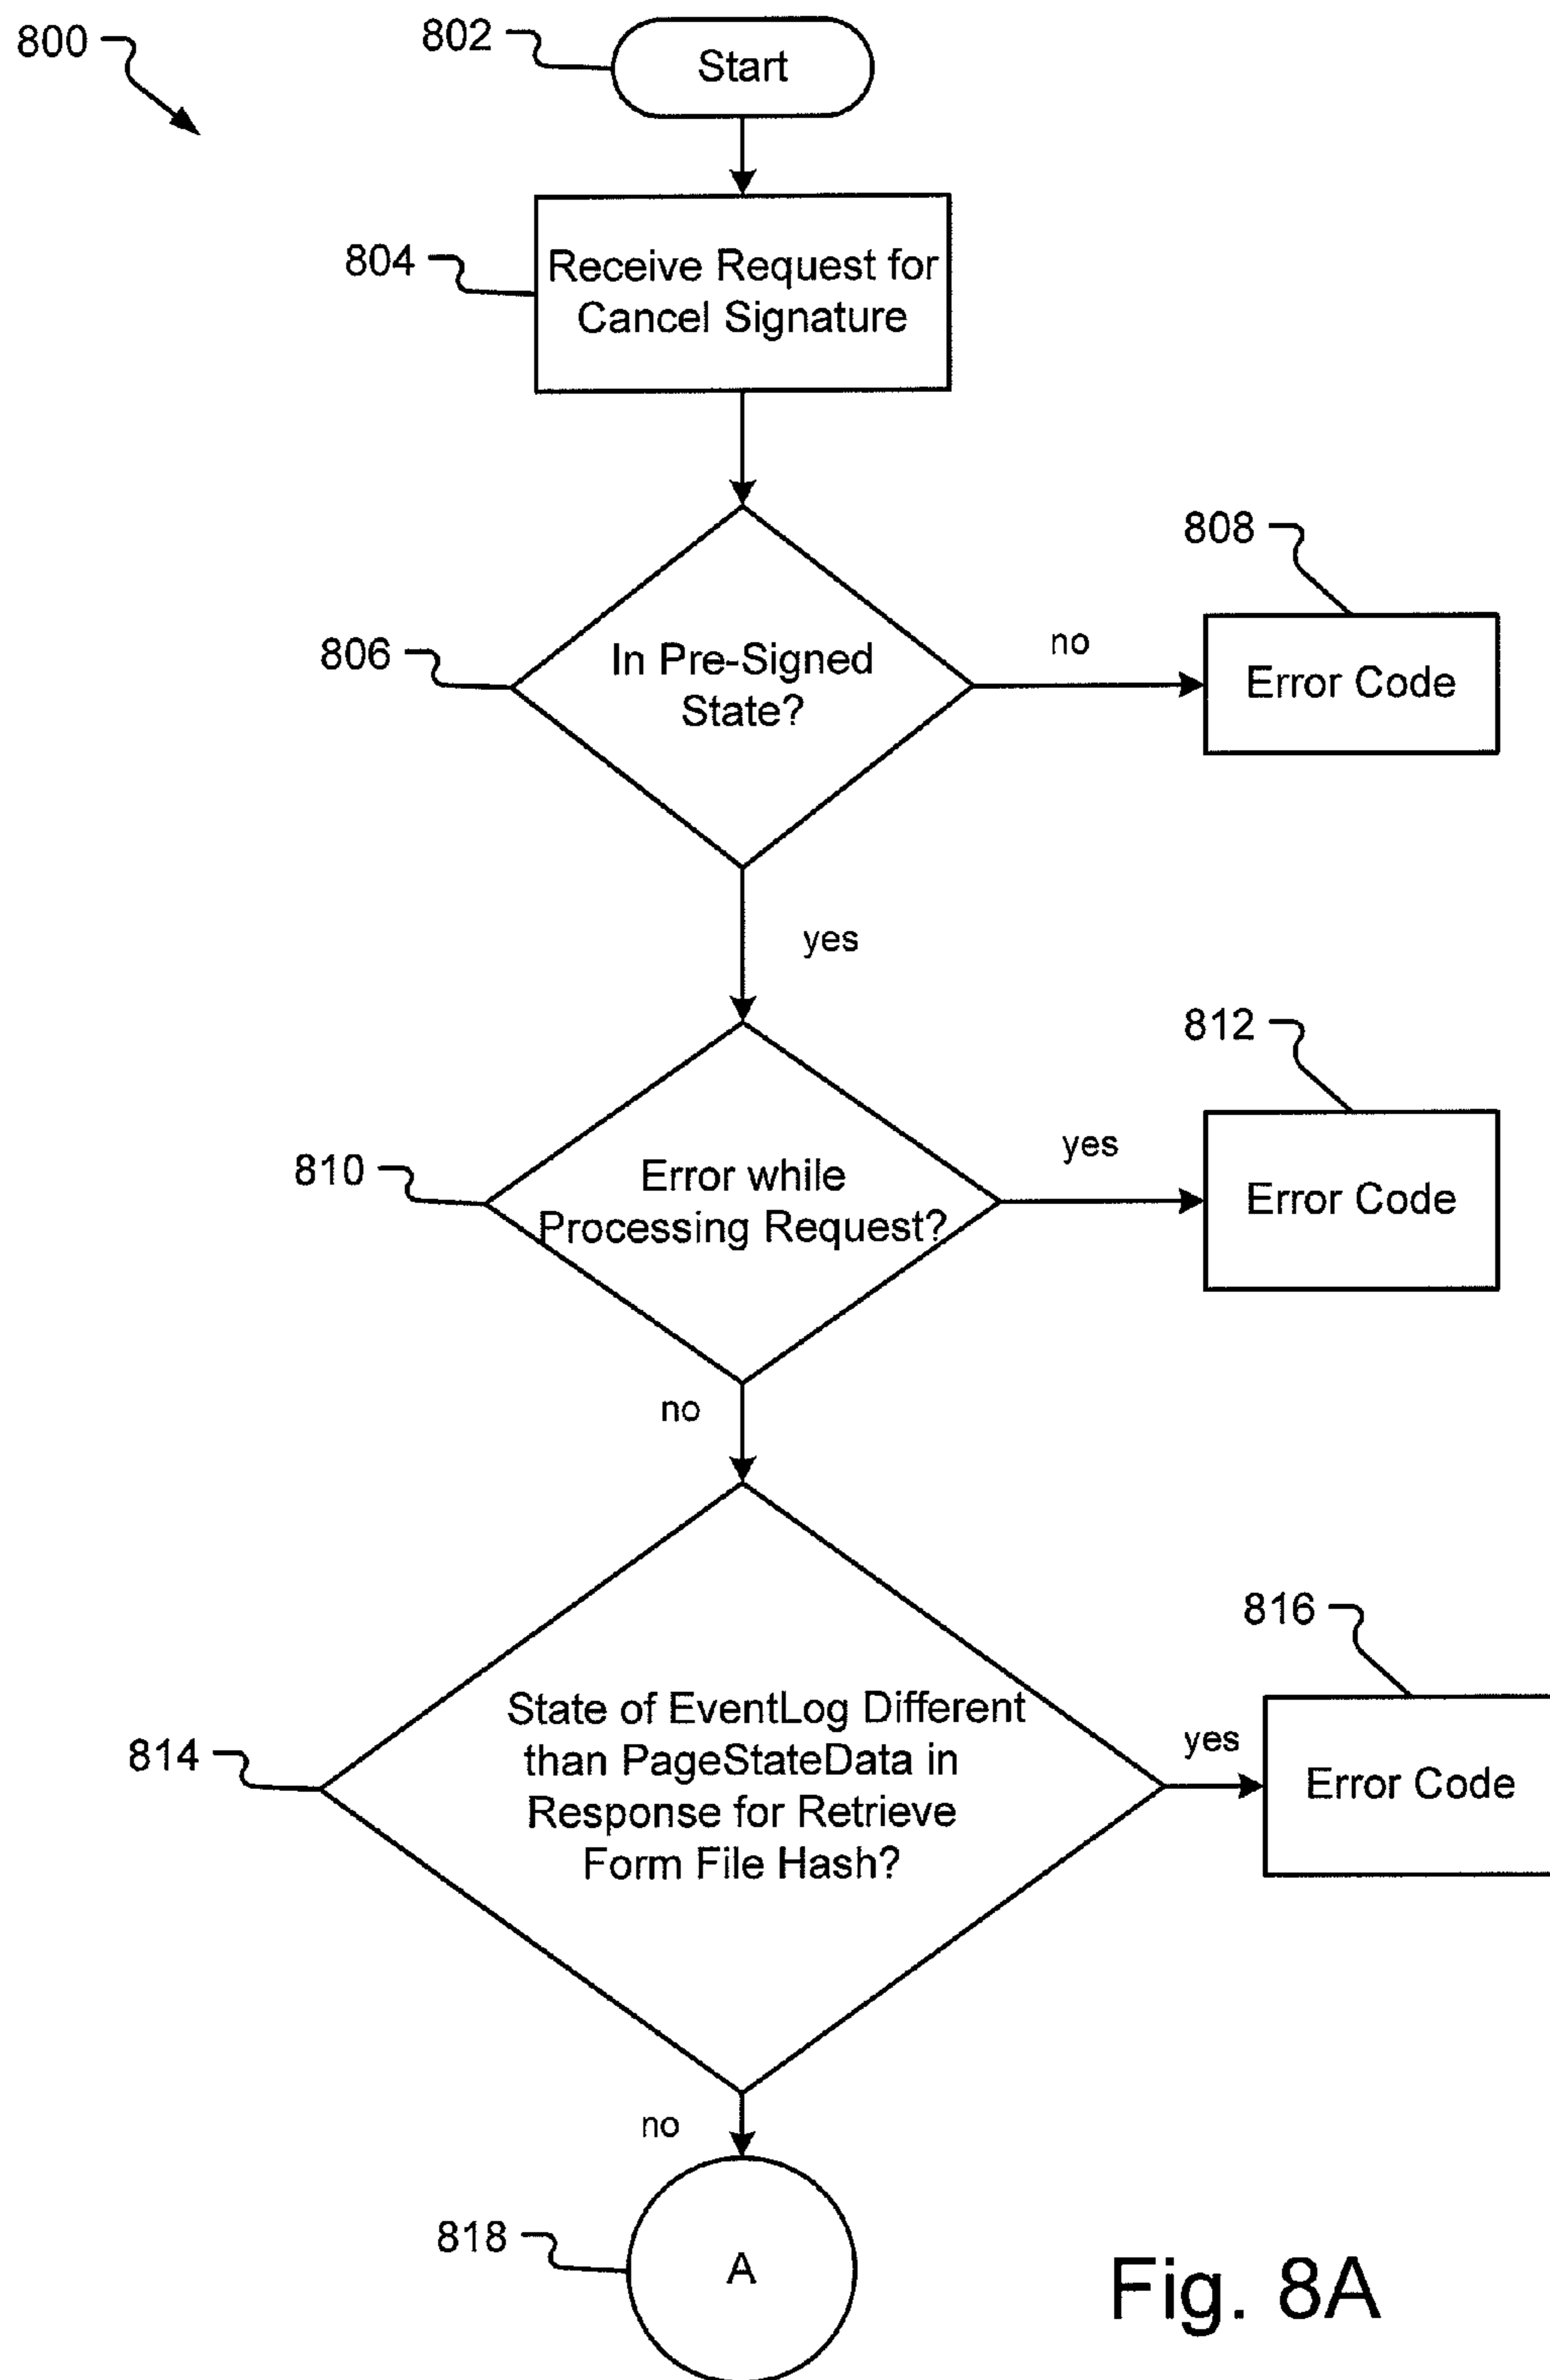 800
802
Start
804
Receive Request for
Cancel Signature
806
In Pre-Signed
State?
no
808
Error Code
yes
810
Error while
Processing Request?
yes
812
Error Code
no
814
State of EventLog Different
than PageStateData in
Response for Retrieve
Form File Hash?
yes
816
Error Code
no
818
A
Fig. 8A